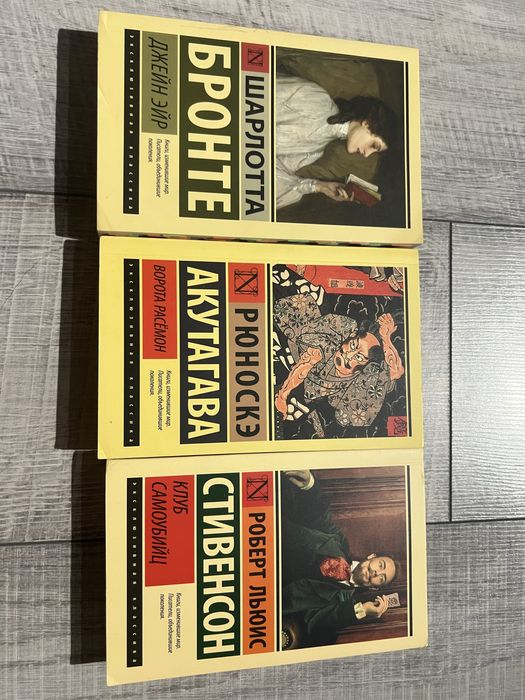 ШАРЛОТТА
БРОНТЕ
ДЖЕЙН ЭЙР
Книги, изменившие мир.
Писатели, объединившие
поколения.
ЭКСКЛЮЗИВНАЯ КЛАССИКА
РЮНОСКЭ
АКУТАГАВА
ВОРОТА РАСЁМОН
Книги, изменившие мир.
Писатели, объединившие
поколения.
ЭКСКЛЮЗИВНАЯ КЛАССИКА
РОБЕРТ ЛЬЮИС
СТИВЕНСОН
КЛУБ
САМОУБИЙЦ
Книги, изменившие мир.
Писатели, объединившие
поколения.
ЭКСКЛЮЗИВНАЯ КЛАССИКА